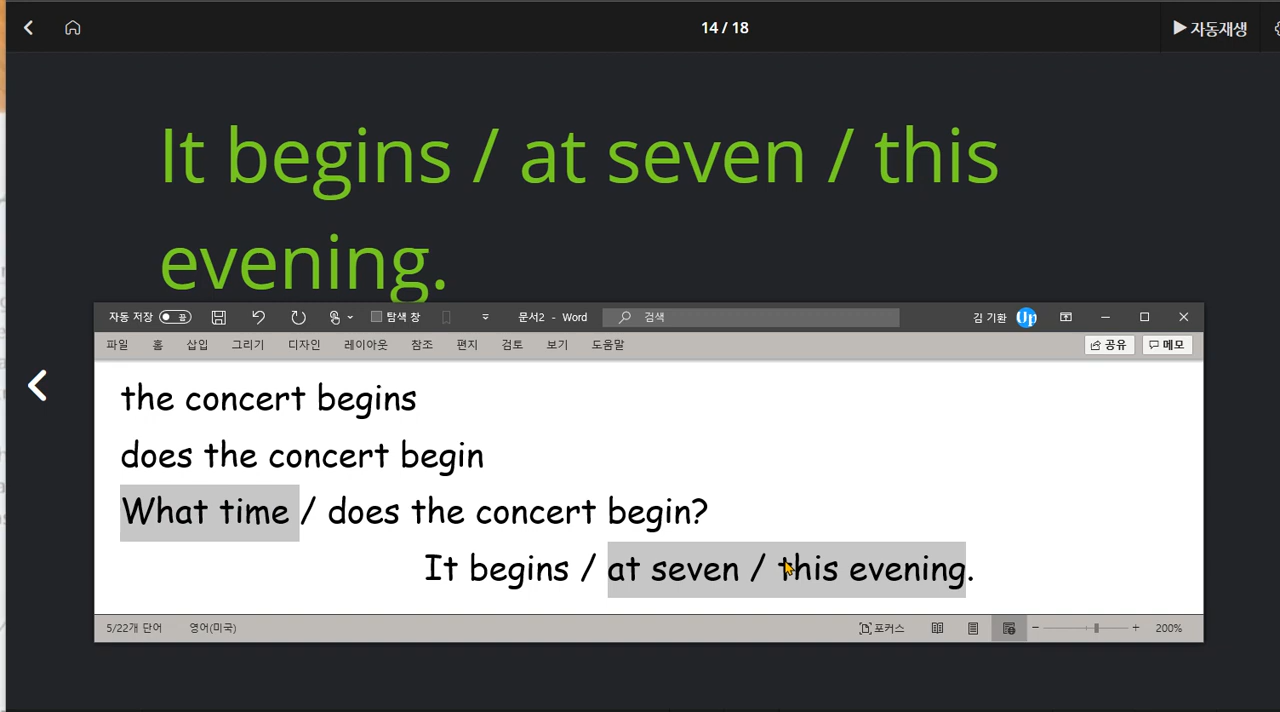 14 / 18
▶ 자동재생
It begins / at seven / this
evening.
자동 저장
끔
탐색 창
문서2 - Word
검색
김 기환
Up
파일 홈 삽입 그리기 디자인 레이아웃 참조 편지 검토 보기 도움말
공유
메모
the concert begins
does the concert begin
What time / does the concert begin?
It begins / at seven / this evening.
5/22개 단어
영어(미국)
포커스
200%